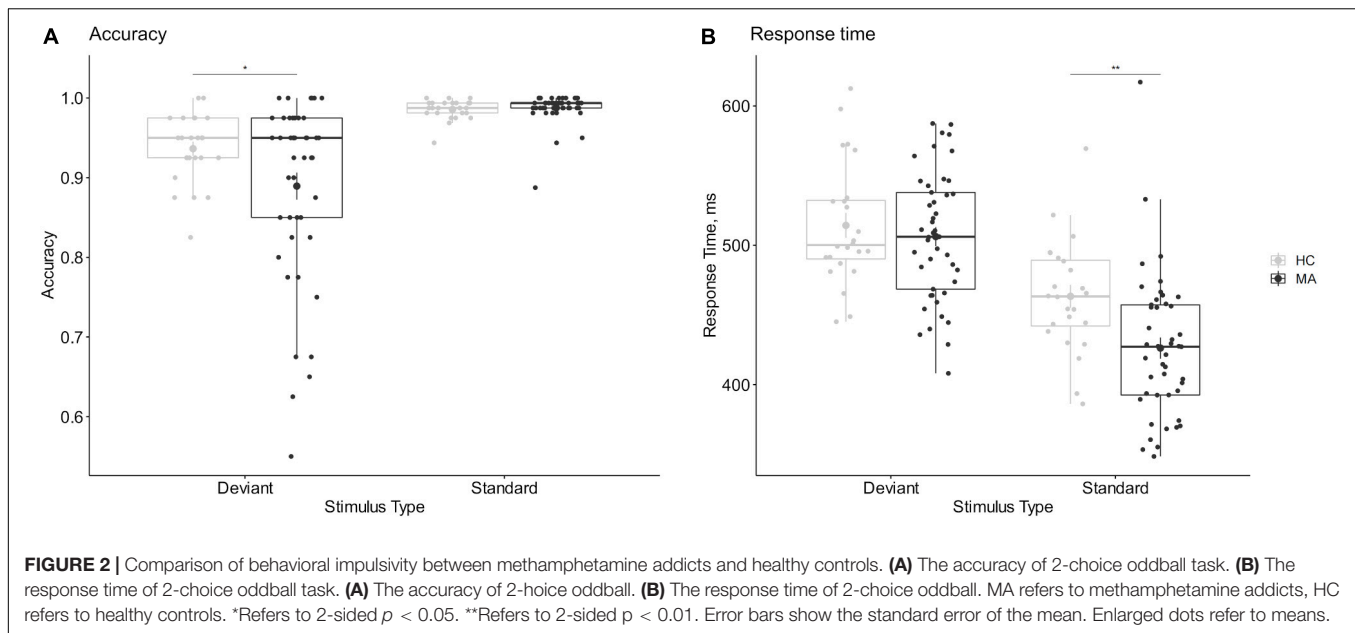 A Accuracy
*
1.0
0.9
0.8
0.7
0.6
Accuracy
Deviant Standard
Stimulus Type
B Response time
**
600
500
400
Response Time, ms
Deviant Standard
Stimulus Type
HC
MA
FIGURE 2 | Comparison of behavioral impulsivity between methamphetamine addicts and healthy controls. (A) The accuracy of 2-choice oddball task. (B) The
response time of 2-choice oddball task. (A) The accuracy of 2-hoice oddball. (B) The response time of 2-choice oddball. MA refers to methamphetamine addicts, HC
refers to healthy controls. *Refers to 2-sided p < 0.05. **Refers to 2-sided p < 0.01. Error bars show the standard error of the mean. Enlarged dots refer to means.